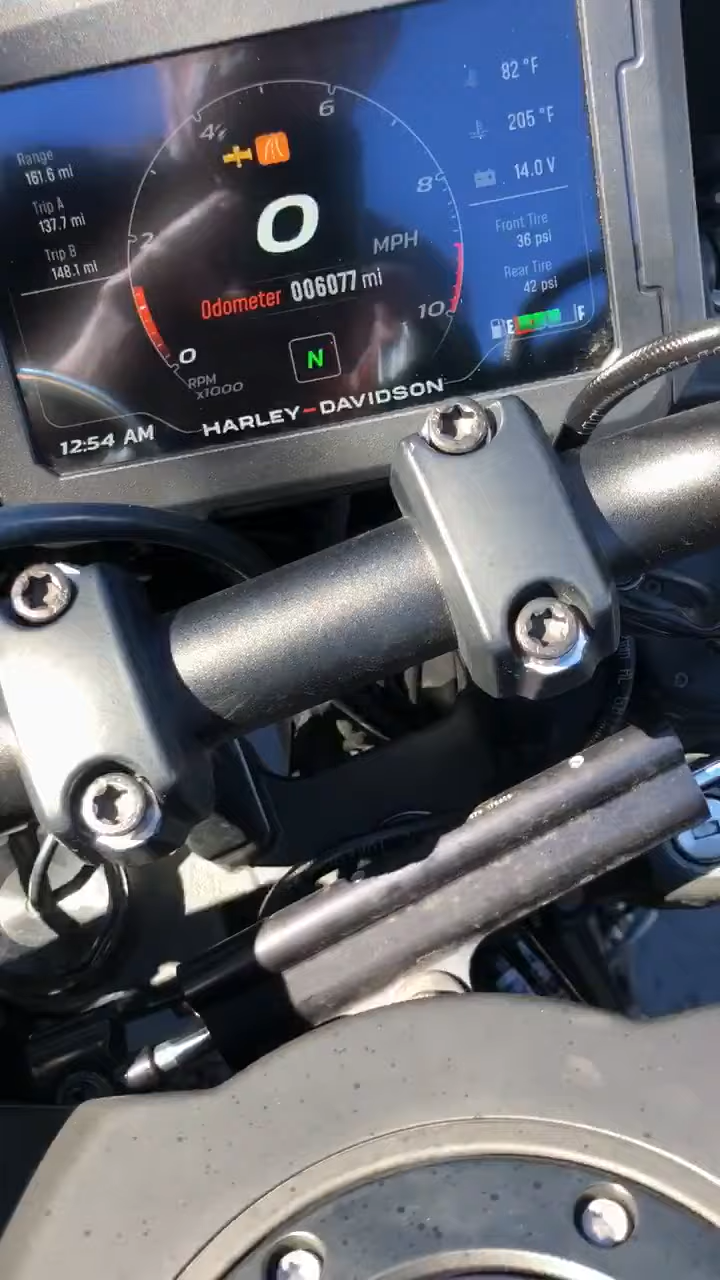 Range
161.6 mi
Trip A
137.7 mi
Trip B
148.1 mi
12:54 AM
0
2
4
6
8
10
RPM
x1000
0
MPH
Odometer 006077 mi
N
HARLEY-DAVIDSON
82 °F
205 °F
14.0 V
Front Tire
36 psi
Rear Tire
42 psi
E
F